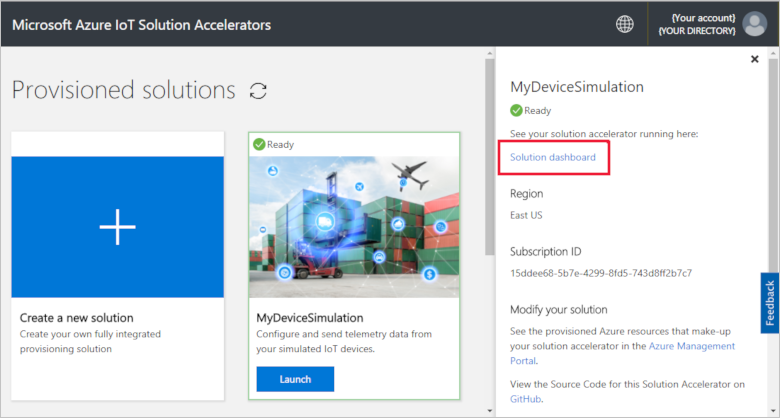 Microsoft Azure IoT Solution Accelerators
{Your account}
{YOUR DIRECTORY}
Provisioned solutions
Create a new solution
Create your own fully integrated
provisioning solution
Ready
MyDeviceSimulation
Configure and send telemetry data from
your simulated IoT devices.
Launch
MyDeviceSimulation
Ready
See your solution accelerator running here:
Solution dashboard
Region
East US
Subscription ID
15ddee68-5b7e-4299-8fd5-743d8ff2b7c7
Modify your solution
See the provisioned Azure resources that make-up
your solution accelerator in the Azure Management
Portal.
View the Source Code for this Solution Accelerator on
GitHub.
Feedback